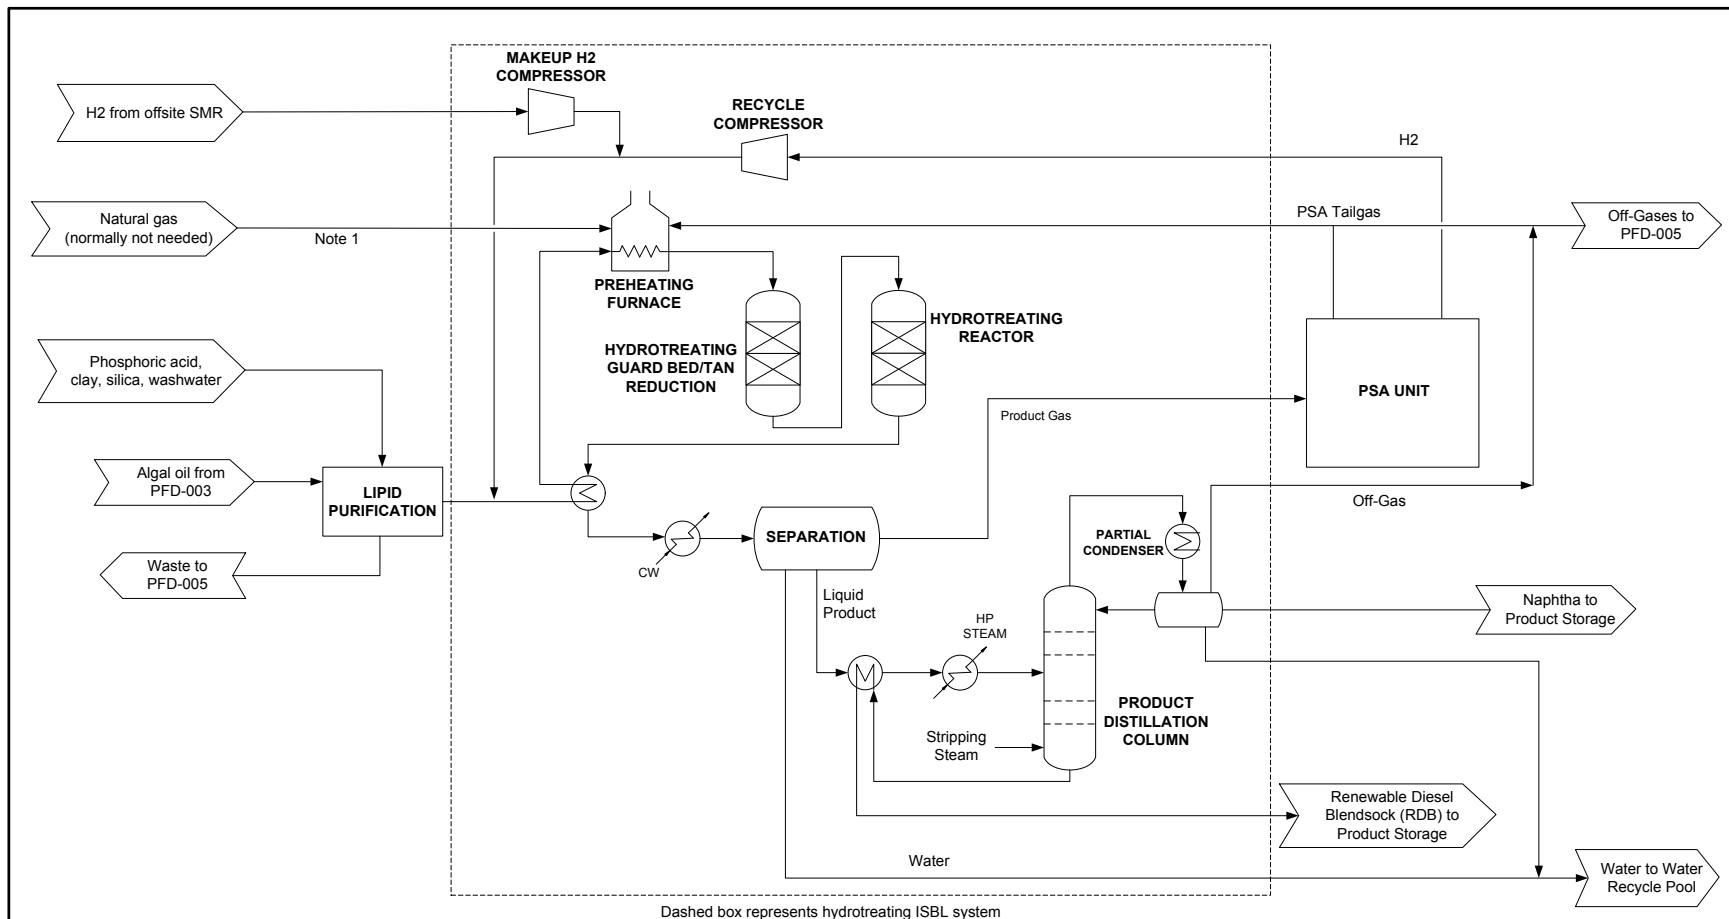 MAKEUP H2
COMPRESSOR
H2 from offsite SMR
RECYCLE
COMPRESSOR
H2
Natural gas
(normally not needed)
Note 1
PSA Tailgas
Off-Gases to
PFD-005
PREHEATING
FURNACE
HYDROTREATING
REACTOR
HYDROTREATING
GUARD BED/TAN
REDUCTION
Phosphoric acid,
clay, silica, washwater
PSA UNIT
Product Gas
Algal oil from
PFD-003
LIPID
PURIFICATION
Off-Gas
SEPARATION
PARTIAL
CONDENSER
CW
Waste to
PFD-005
Liquid
Product
HP
STEAM
Naphtha to
Product Storage
PRODUCT
DISTILLATION
COLUMN
Stripping
Steam
Renewable Diesel
Blendsock (RDB) to
Product Storage
Water
Water to Water
Recycle Pool
Dashed box represents hydrotreating ISBL system